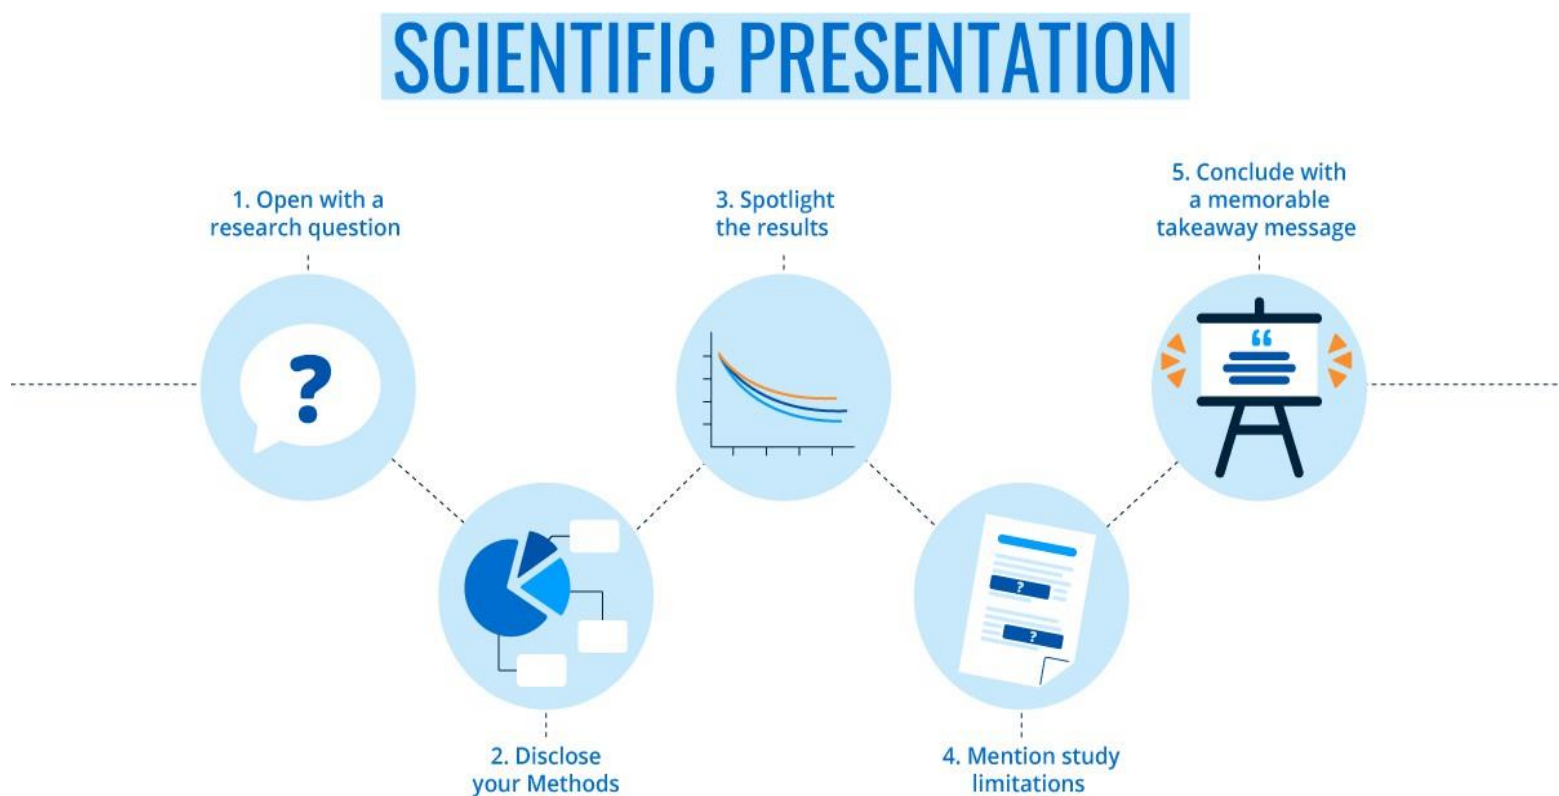 SCIENTIFIC PRESENTATION
1. Open with a
research question
?
2. Disclose
your Methods
3. Spotlight
the results
4. Mention study
limitations
?
?
5. Conclude with
a memorable
takeaway message
“